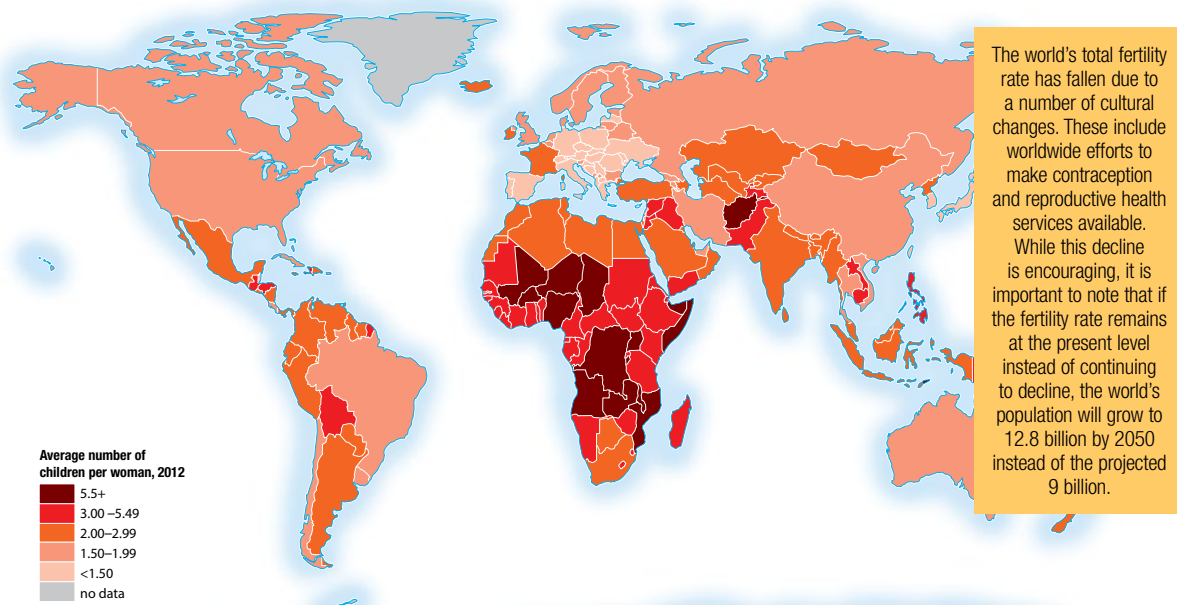 The world's total fertility
rate has fallen due to
a number of cultural
changes. These include
worldwide efforts to
make contraception
and reproductive health
services available.
While this decline
is encouraging, it is
important to note that if
the fertility rate remains
at the present level
instead of continuing
to decline, the world's
population will grow to
12.8 billion by 2050
instead of the projected
9 billion.
Average number of
children per woman, 2012
5.5+
3.00 –5.49
2.00–2.99
1.50–1.99
<1.50
no data